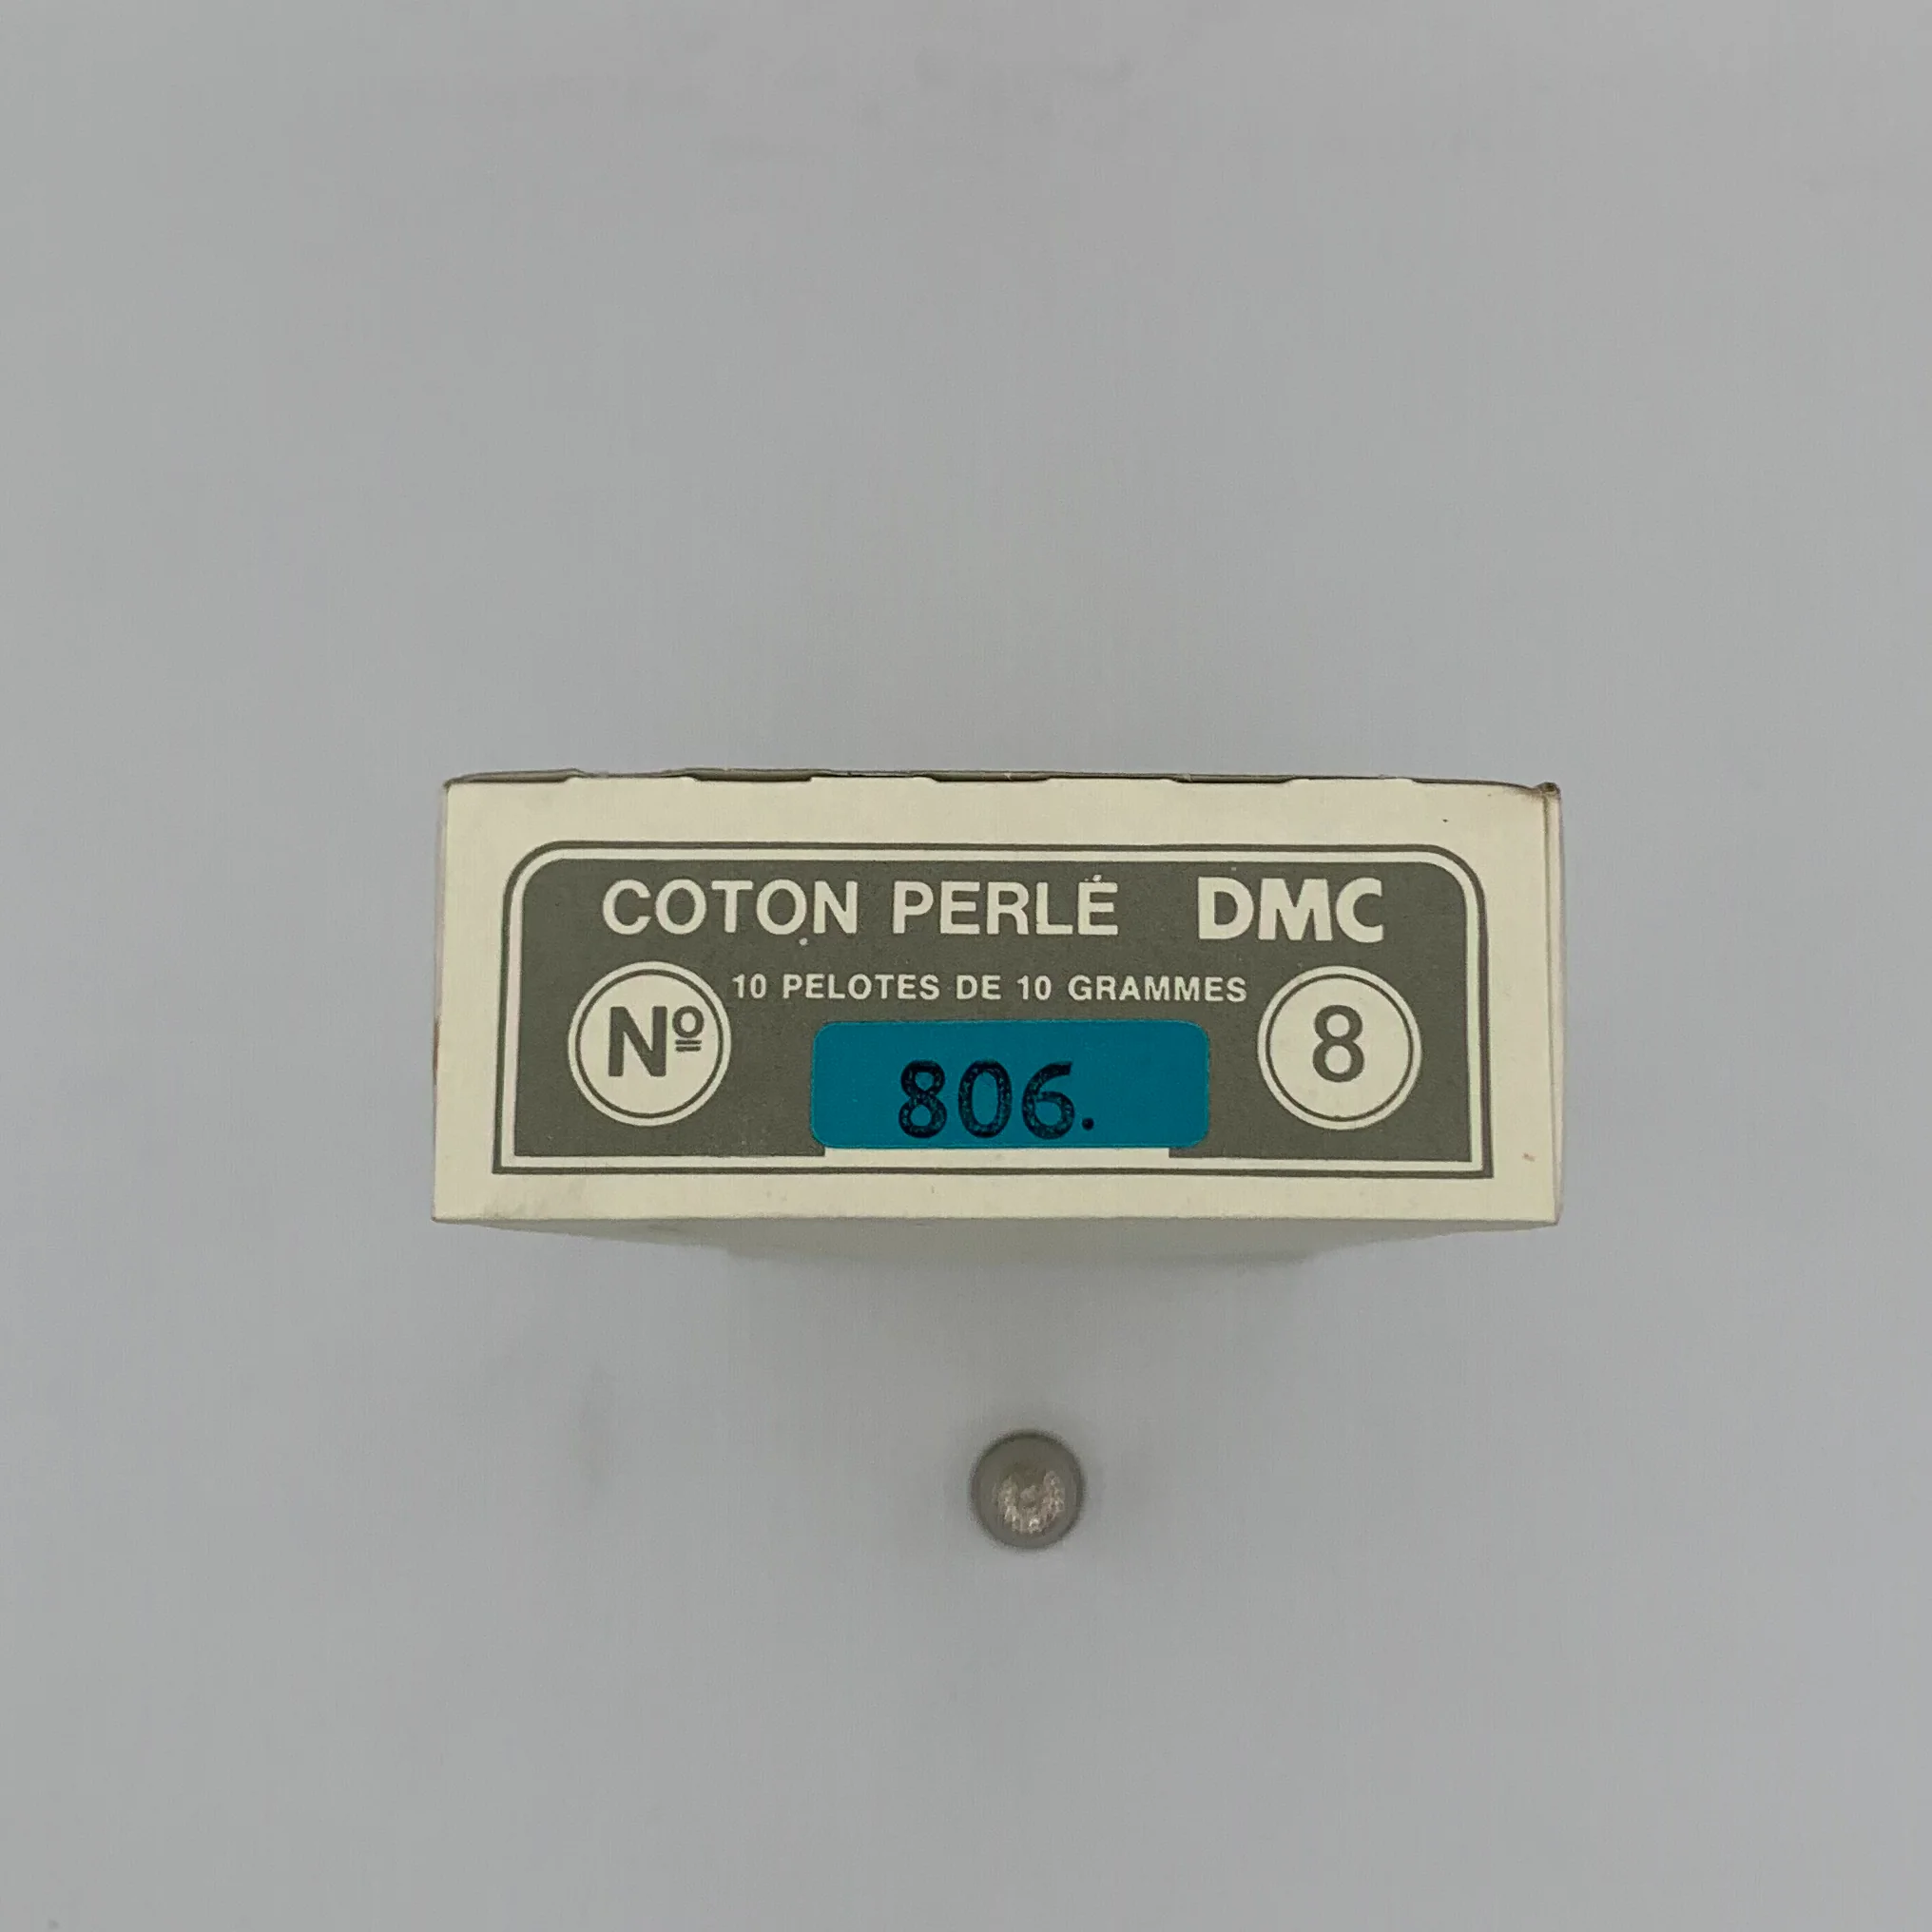 COTON PERLÉ DMC
10 PELOTES DE 10 GRAMMES
Nº 8
806.